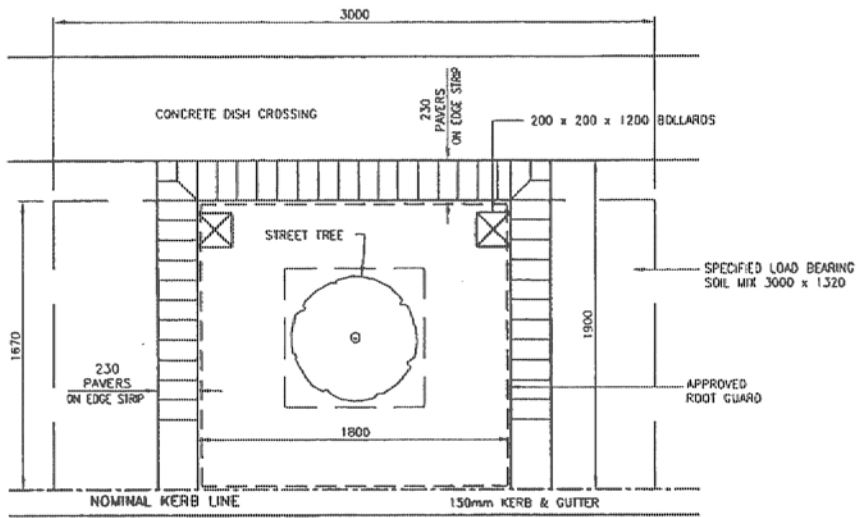 3000
CONCRETE DISH CROSSING
230
PAVERS
ON EDGE STRIP
200 x 200 x 1200 BOLLARDS
STREET TREE
SPECIFIED LOAD BEARING
SOIL MIX 3000 x 1320
1670
1900
230
PAVERS
ON EDGE STRIP
APPROVED
ROOT GUARD
1800
NOMINAL KERB LINE
150mm KERB & GUTTER